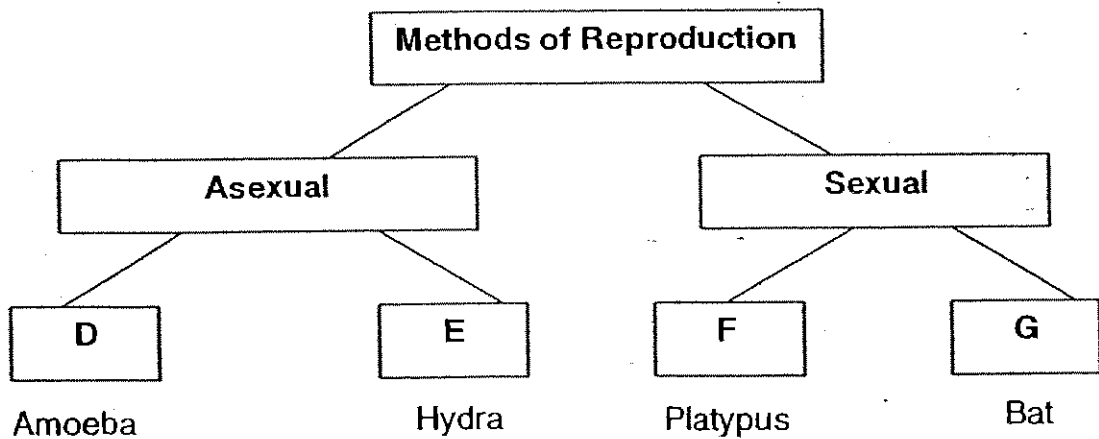 Methods of Reproduction
Asexual
Sexual
D
E
F
G
Amoeba
Hydra
Platypus
Bat